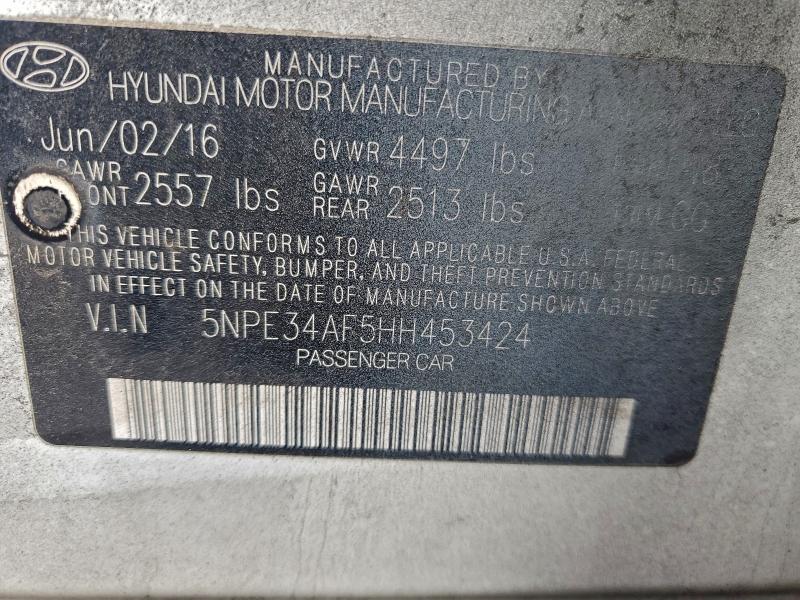 MANUFACTURED BY
HYUNDAI MOTOR MANUFACTURING
Jun/02/16 GVWR 4497 lbs
GAWR FRONT 2557 lbs GAWR REAR 2513 lbs
THIS VEHICLE CONFORMS TO ALL APPLICABLE U.S.A. FEDERAL
MOTOR VEHICLE SAFETY, BUMPER, AND THEFT PREVENTION STANDARDS
IN EFFECT ON THE DATE OF MANUFACTURE SHOWN ABOVE
V.I.N 5NPE34AF5HH453424
PASSENGER CAR